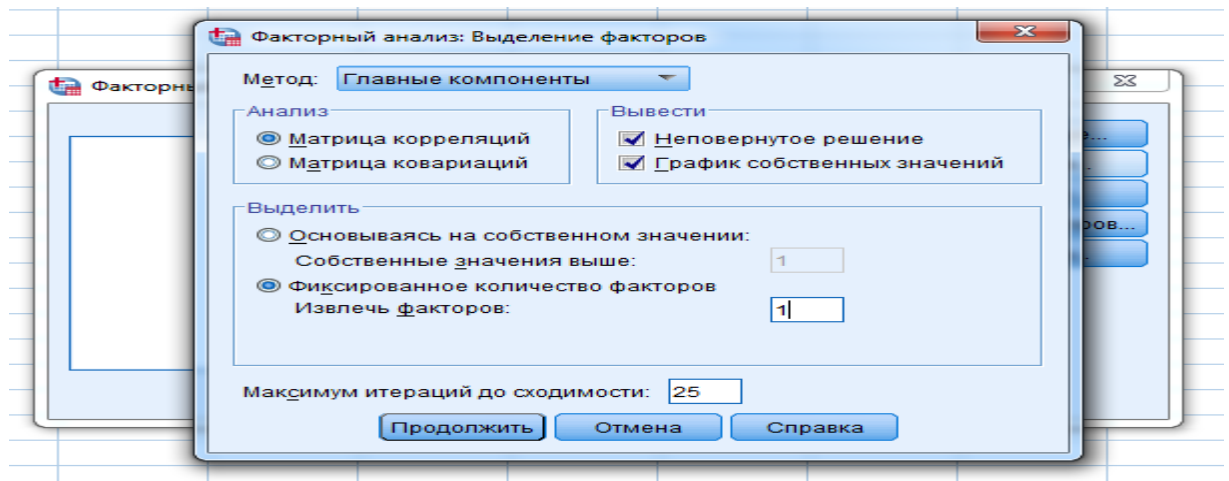 Факторный анализ: Выделение факторов
Факторны
Метод: Главные компоненты
Анализ
Матрица корреляций
Матрица ковариаций
Вывести
Неповернутое решение
График собственных значений
Выделить
Основываясь на собственном значении:
Собственные значения выше: 1
Фиксированное количество факторов
Извлечь факторов: 1
Максимум итераций до сходимости: 25
Продолжить Отмена Справка
ров...